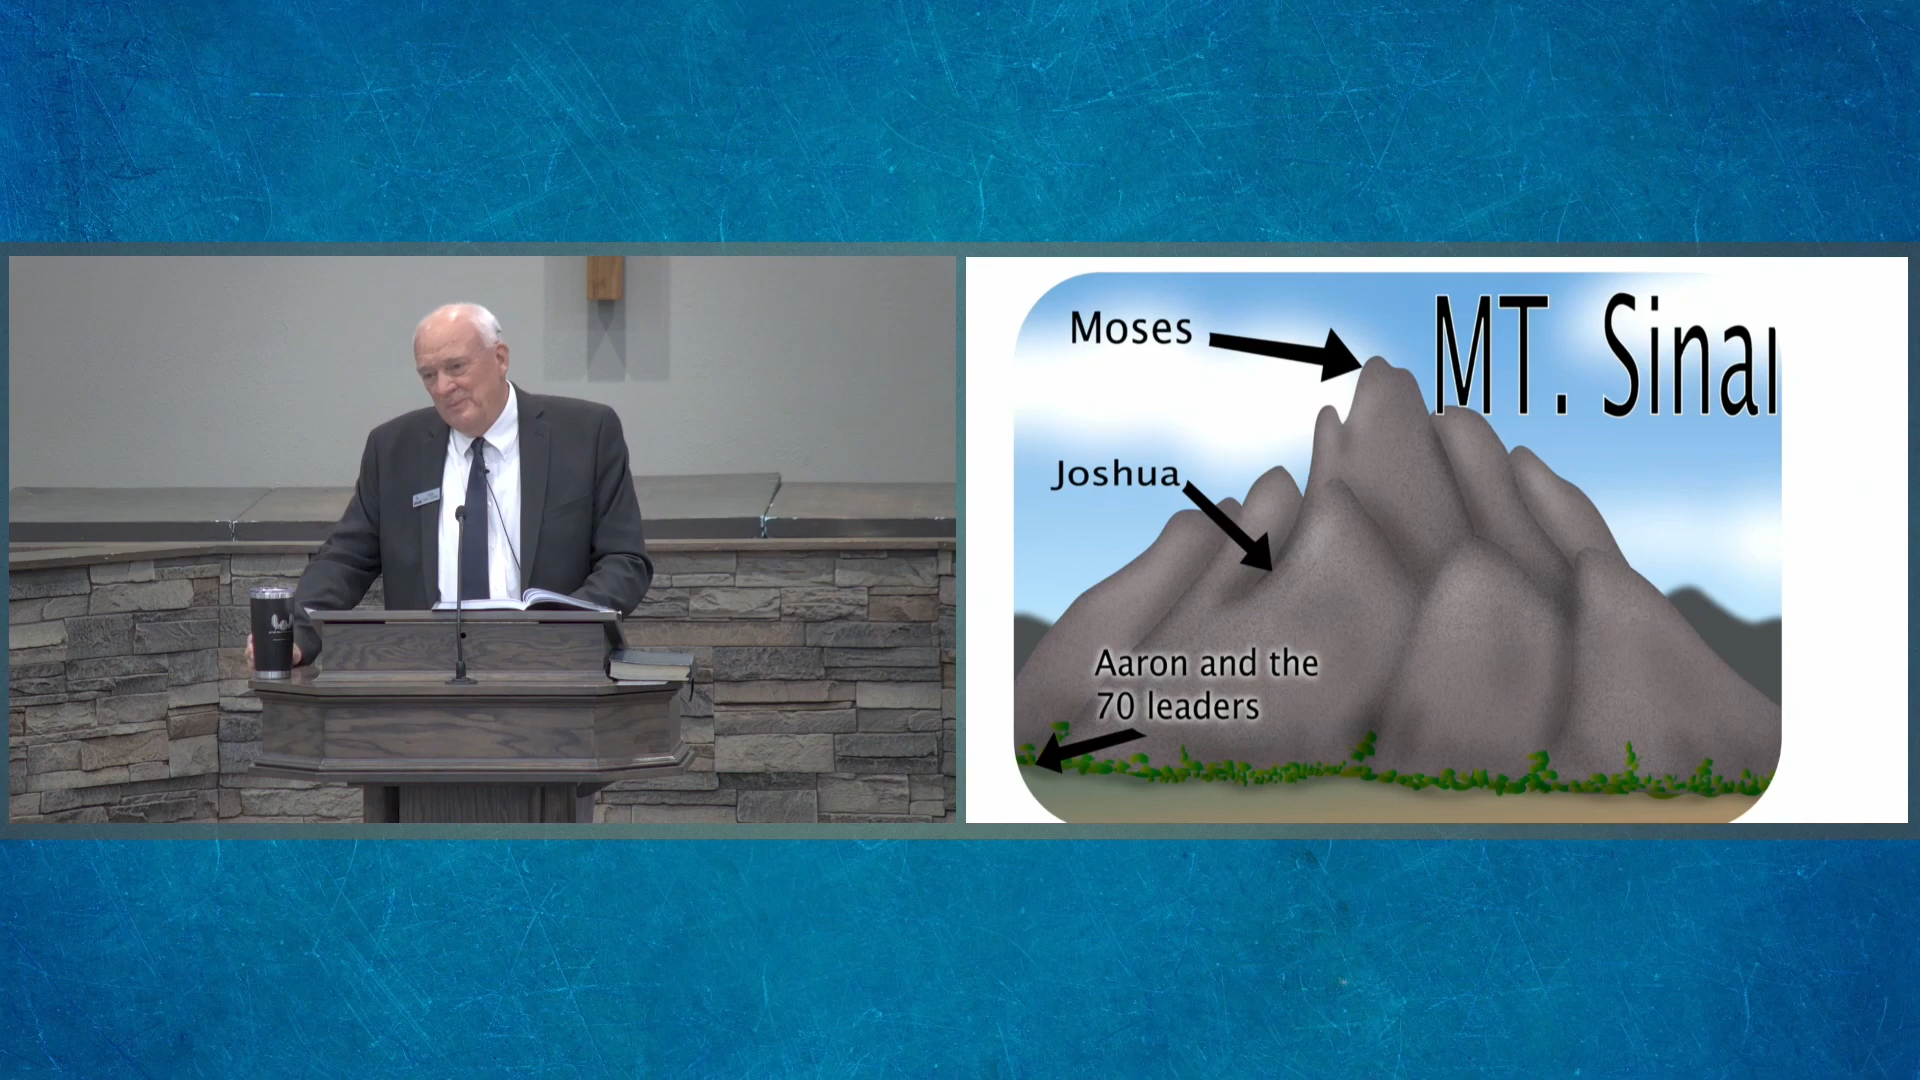 Moses
MT. Sinai
Joshua
Aaron and the
70 leaders